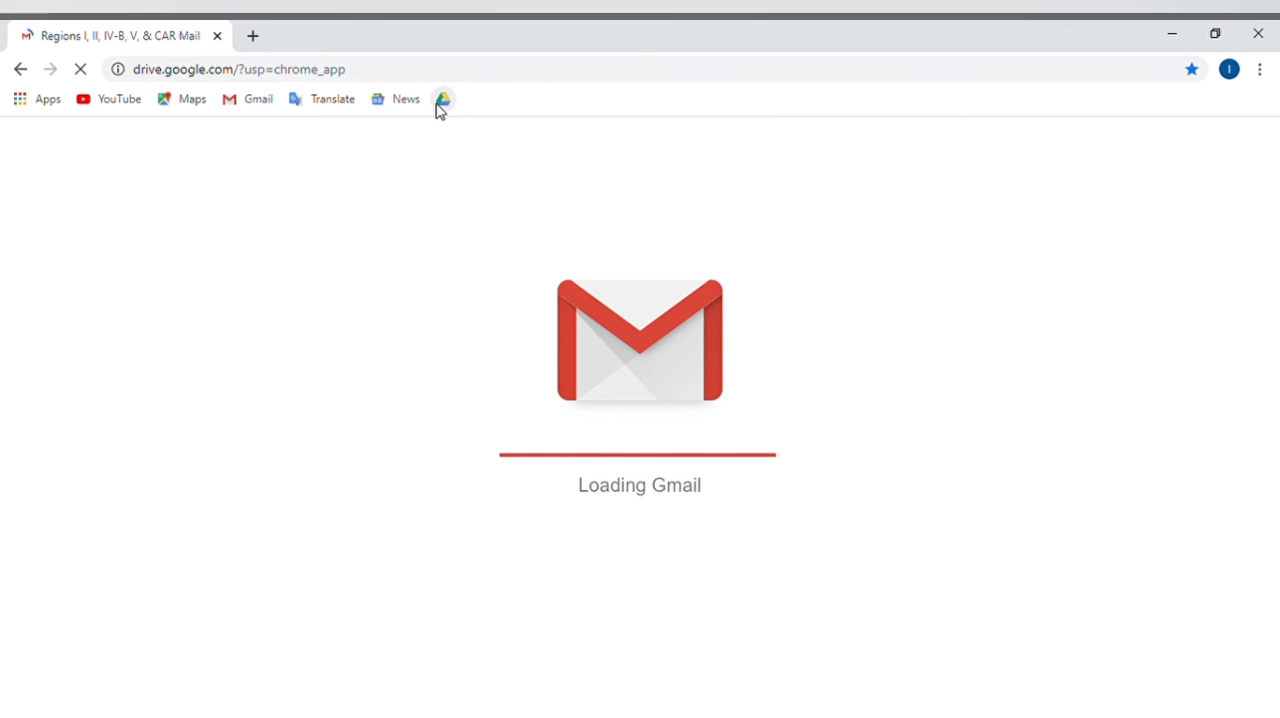 Regions I, II, IV-B, V, & CAR Mail
drive.google.com/?usp=chrome_app
I
Apps YouTube Maps Gmail Translate News
Loading Gmail